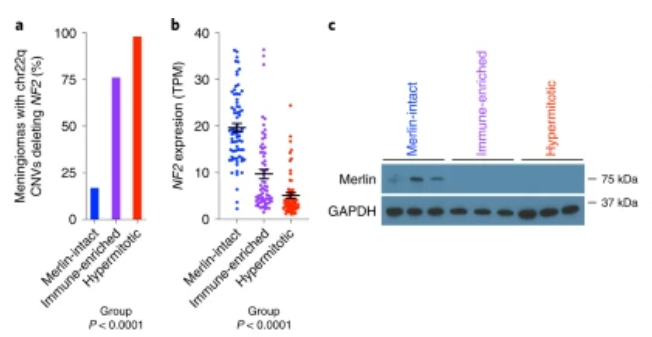 a
Meningiomas with chr22q
CNVs deleting NF2 (%)
100
75
50
25
0
Merlin-intact
Immune-enriched
Hypermitotic
Group
P < 0.0001
b
NF2 expresion (TPM)
40
30
20
10
0
Merlin-intact
Immune-enriched
Hypermitotic
Group
P < 0.0001
c
Merlin-intact
Immune-enriched
Hypermitotic
Merlin
75 kDa
37 kDa
GAPDH